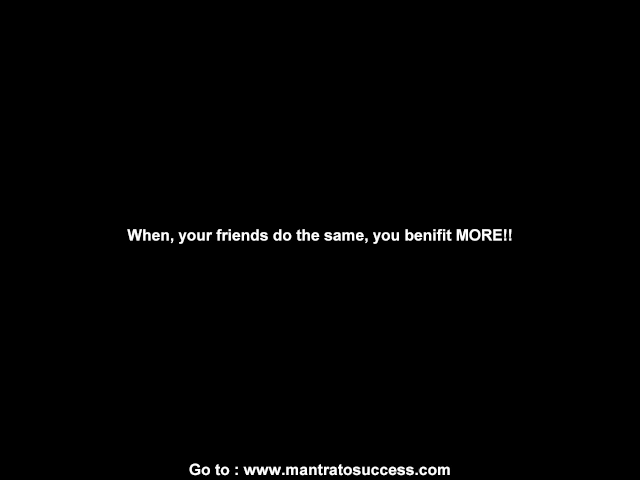 When, your friends do the same, you benifit MORE!!
Go to : www.mantratosuccess.com